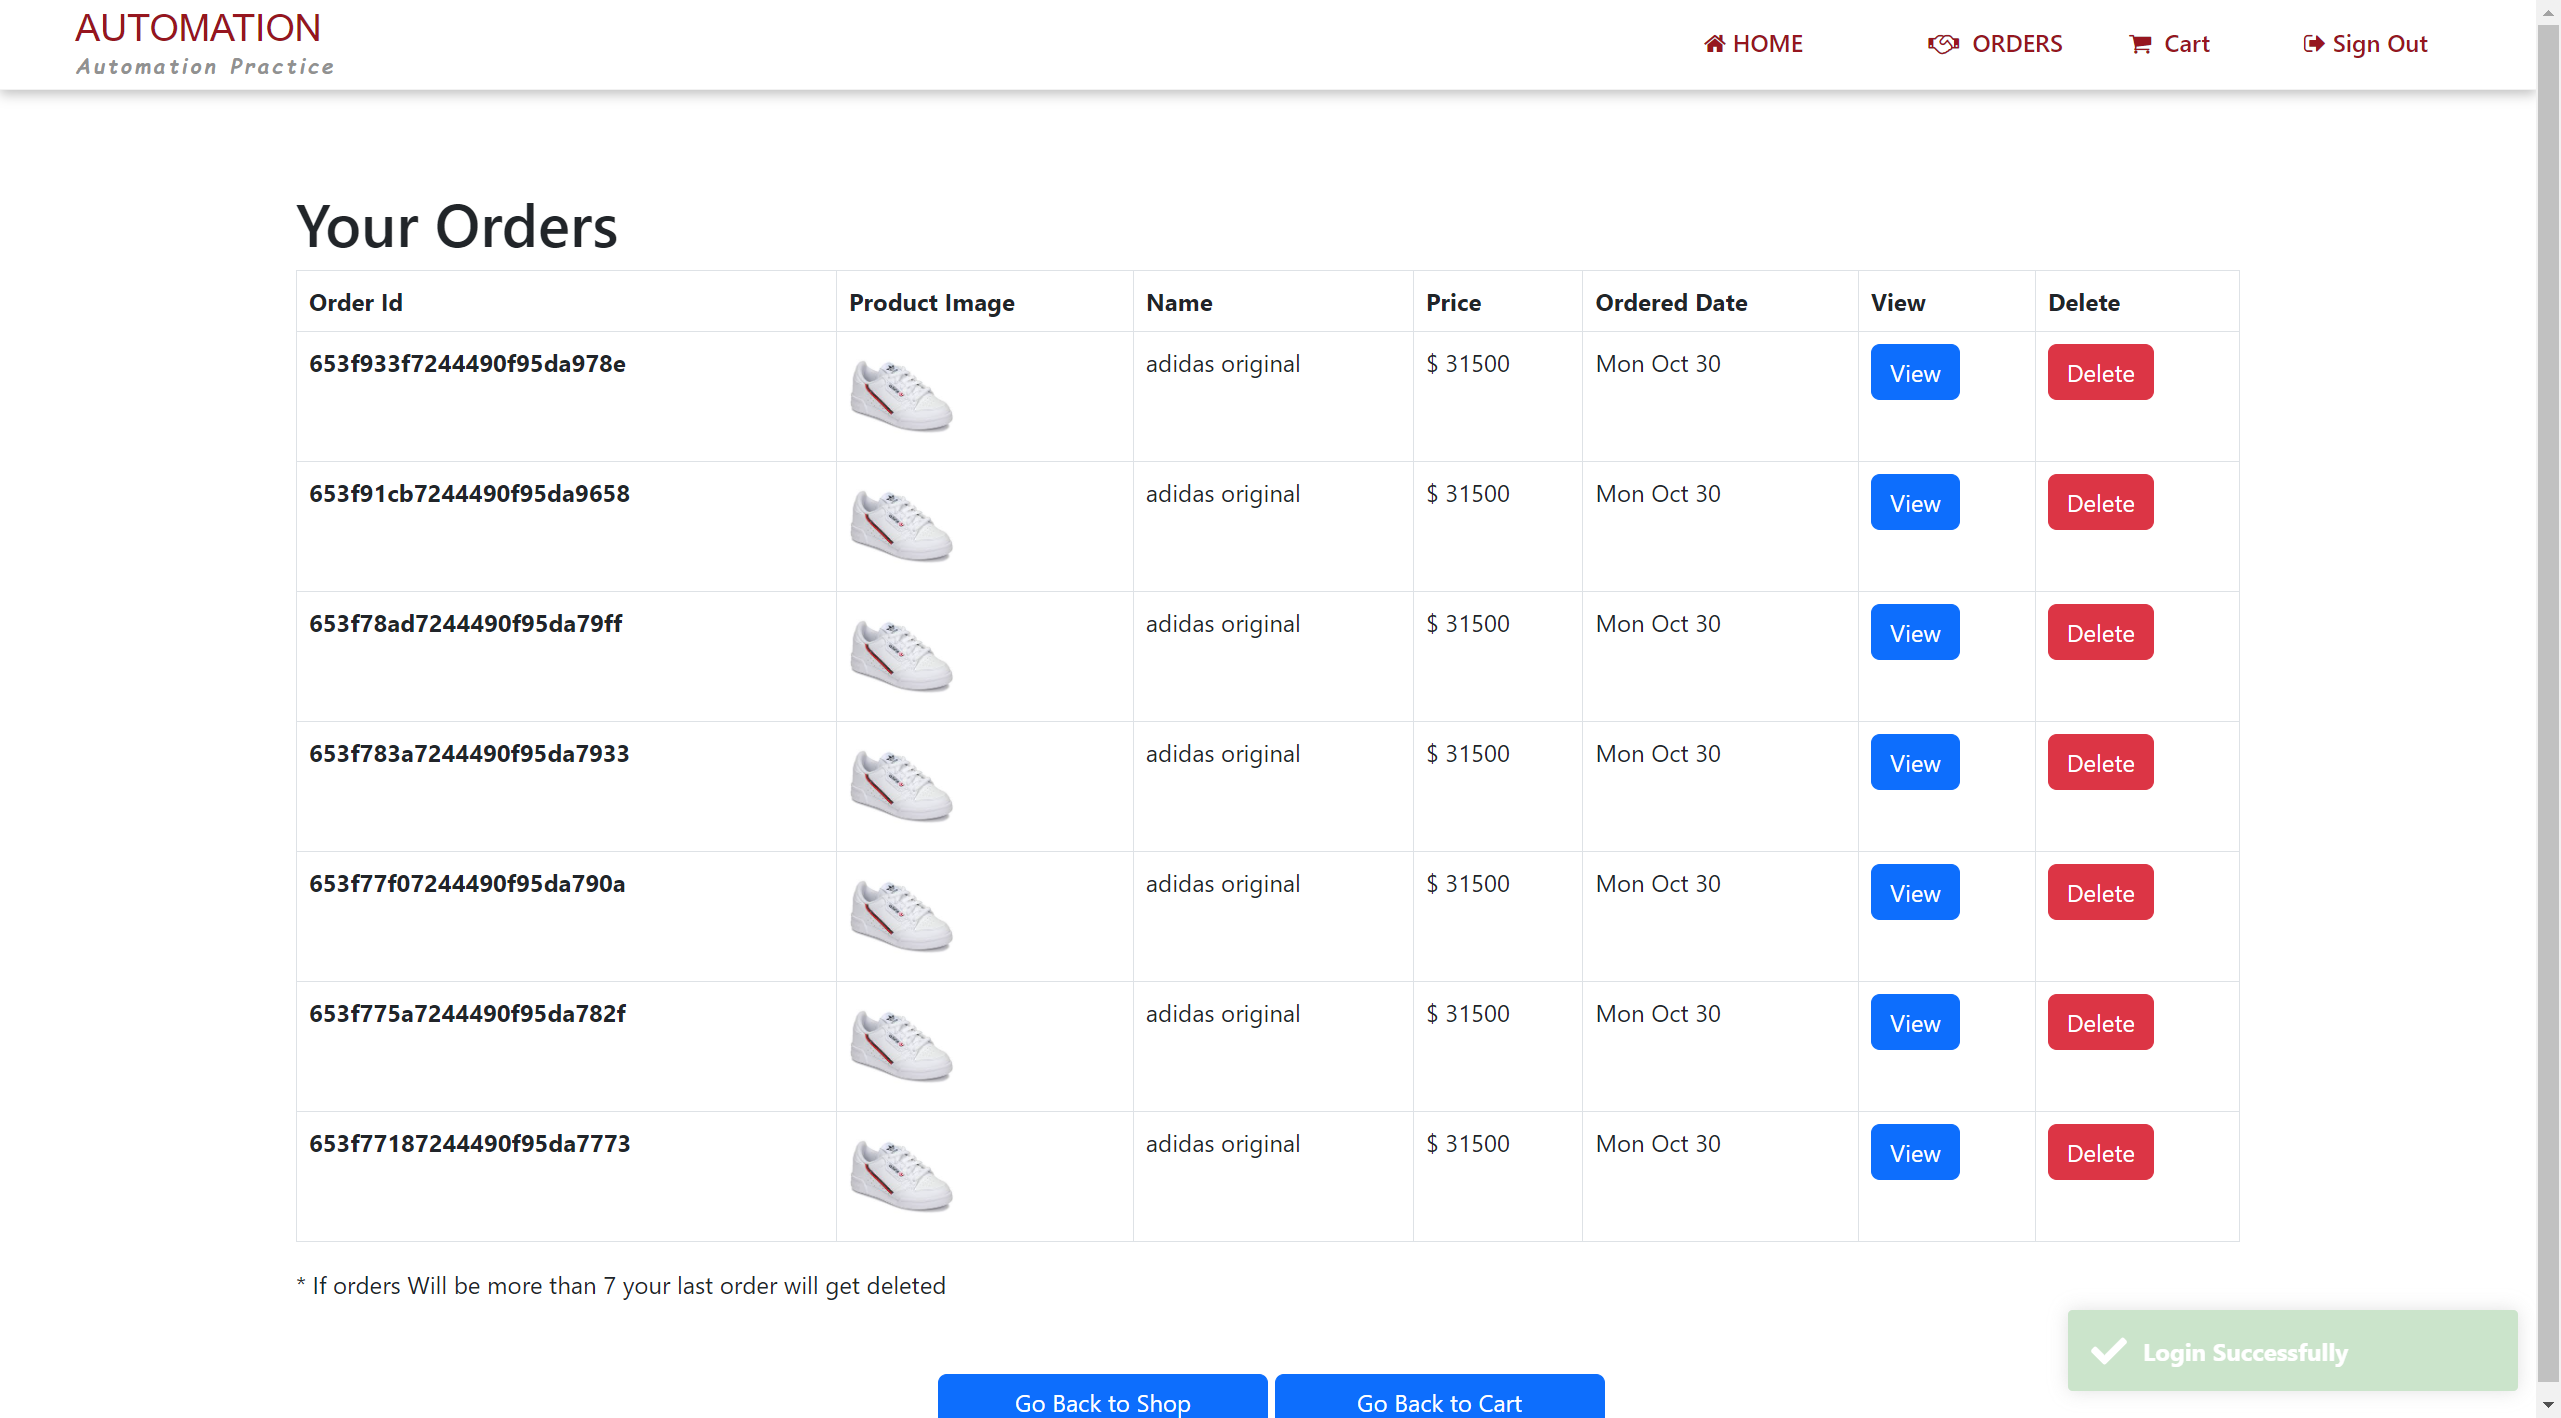 AUTOMATION
Automation Practice
HOME ORDERS Cart Sign Out
Your Orders
Order Id Product Image Name Price Ordered Date View Delete
653f933f7244490f95da978e adidas original $ 31500 Mon Oct 30 View Delete
653f91cb7244490f95da9658 adidas original $ 31500 Mon Oct 30 View Delete
653f78ad7244490f95da79ff adidas original $ 31500 Mon Oct 30 View Delete
653f783a7244490f95da7933 adidas original $ 31500 Mon Oct 30 View Delete
653f77f07244490f95da790a adidas original $ 31500 Mon Oct 30 View Delete
653f775a7244490f95da782f adidas original $ 31500 Mon Oct 30 View Delete
653f77187244490f95da7773 adidas original $ 31500 Mon Oct 30 View Delete
* If orders Will be more than 7 your last order will get deleted
Login Successfully
Go Back to Shop Go Back to Cart